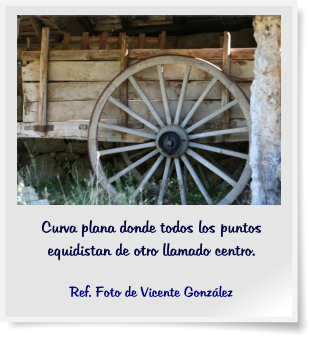 Curva plana donde todos los puntos
equidistan de otro llamado centro.
Ref. Foto de Vicente González